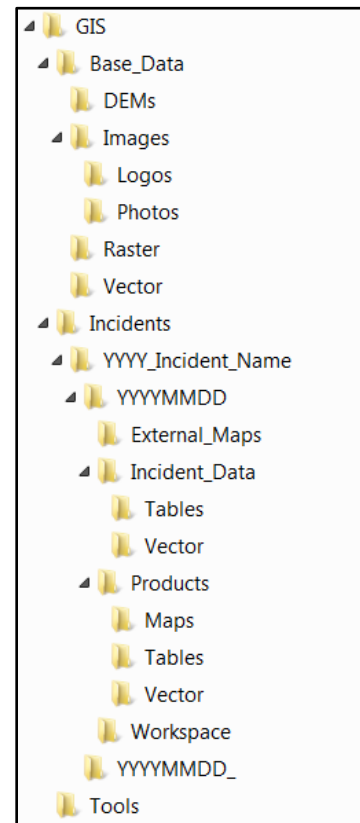 GIS
Base_Data
DEMs
Images
Logos
Photos
Raster
Vector
Incidents
YYYY_Incident_Name
YYYYMMDD
External_Maps
Incident_Data
Tables
Vector
Products
Maps
Tables
Vector
Workspace
YYYYMMDD_
Tools